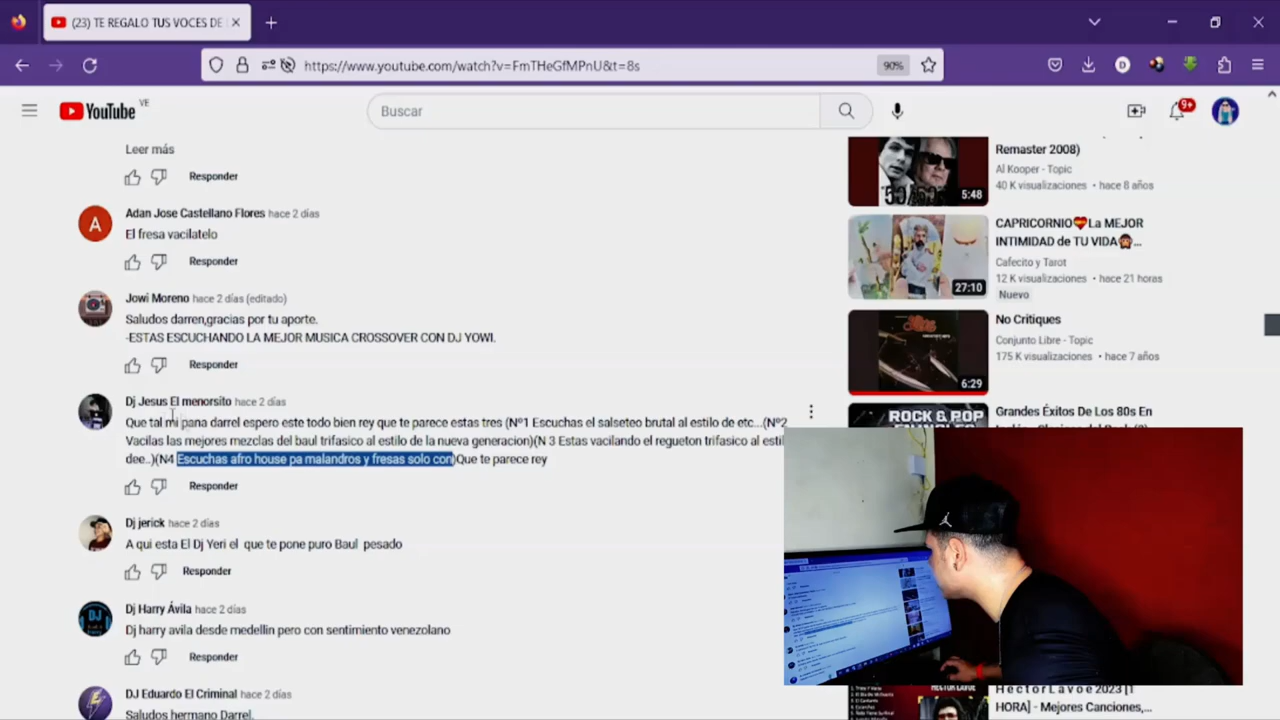 (23) TE REGALO TUS VOCES DE
https://www.youtube.com/watch?v=FmTHeGfMPnU&t=8s
90%
YouTube VE
Buscar
9+
Leer más
Responder
Adan Jose Castellano Flores hace 2 días
A
El fresa vacilatelo
Responder
Jowi Moreno hace 2 días (editado)
Saludos darren,gracias por tu aporte.
-ESTAS ESCUCHANDO LA MEJOR MUSICA CROSSOVER CON DJ YOWI.
Responder
Dj Jesus El menorsito hace 2 días
Que tal mi pana darrel espero este todo bien rey que te parece estas tres (Nº1 Escuchas el salseteo brutal al estilo de etc...(Nº2
Vacilas las mejores mezclas del baul trifasico al estilo de la nueva generacion)(N 3 Estas vacilando el regueton trifasico al estil
dee..)(N4 Escuchas afro house pa malandros y fresas solo con)Que te parece rey
Responder
Dj jerick hace 2 días
A qui esta El Dj Yeri el que te pone puro Baul pesado
Responder
Dj Harry Ávila hace 2 días
DJ
Dj harry avila desde medellin pero con sentimiento venezolano
Responder
DJ Eduardo El Criminal hace 2 días
Saludos hermano Darrel.
Remaster 2008)
Al Kooper - Topic
40 K visualizaciones • hace 8 años
5:48
CAPRICORNIO❤La MEJOR
INTIMIDAD de TU VIDA🙊...
Cafecito y Tarot
12 K visualizaciones • hace 21 horas
Nuevo
27:10
No Critiques
Conjunto Libre - Topic
175 K visualizaciones • hace 7 años
6:29
Grandes Éxitos De Los 80s En
ROCK & POP
Hector Lavoe 2023 [1
HORA] - Mejores Canciones,...